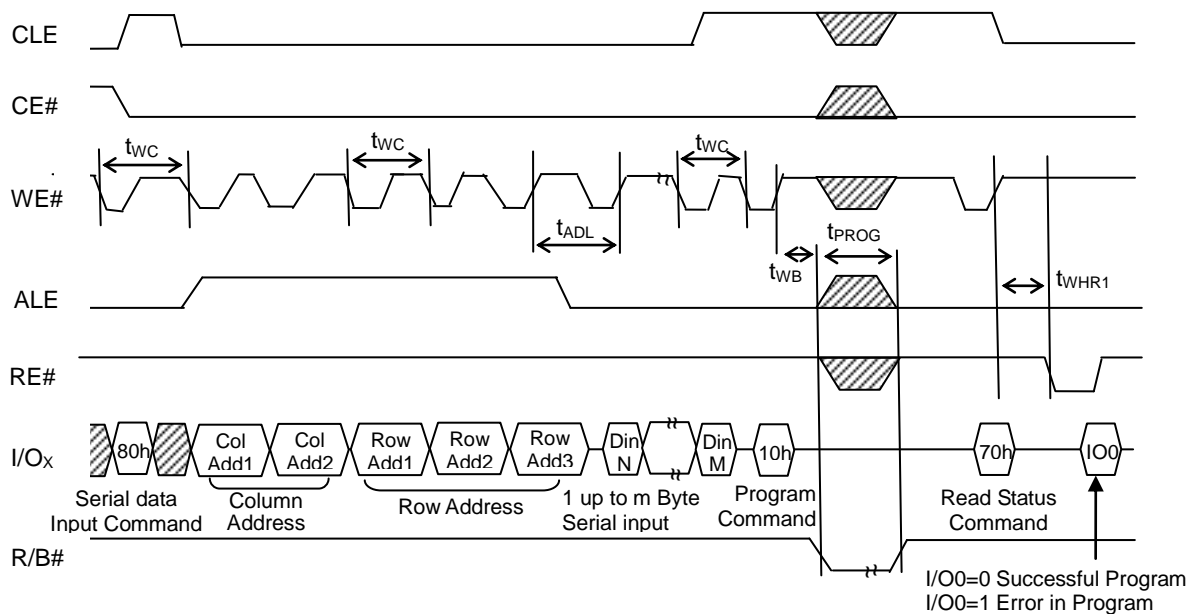 CLE
CE#
tWC tWC tWC
WE#
tADL tPROG
tWB tWHR1
ALE
RE#
I/OX 80h Col Add1 Col Add2 Row Add1 Row Add2 Row Add3 Din N Din M 10h 70h IO0
Serial data Input Command
Column Address
Row Address
1 up to m Byte Serial input
Program Command
Read Status Command
R/B#
I/O0=0 Successful Program
I/O0=1 Error in Program